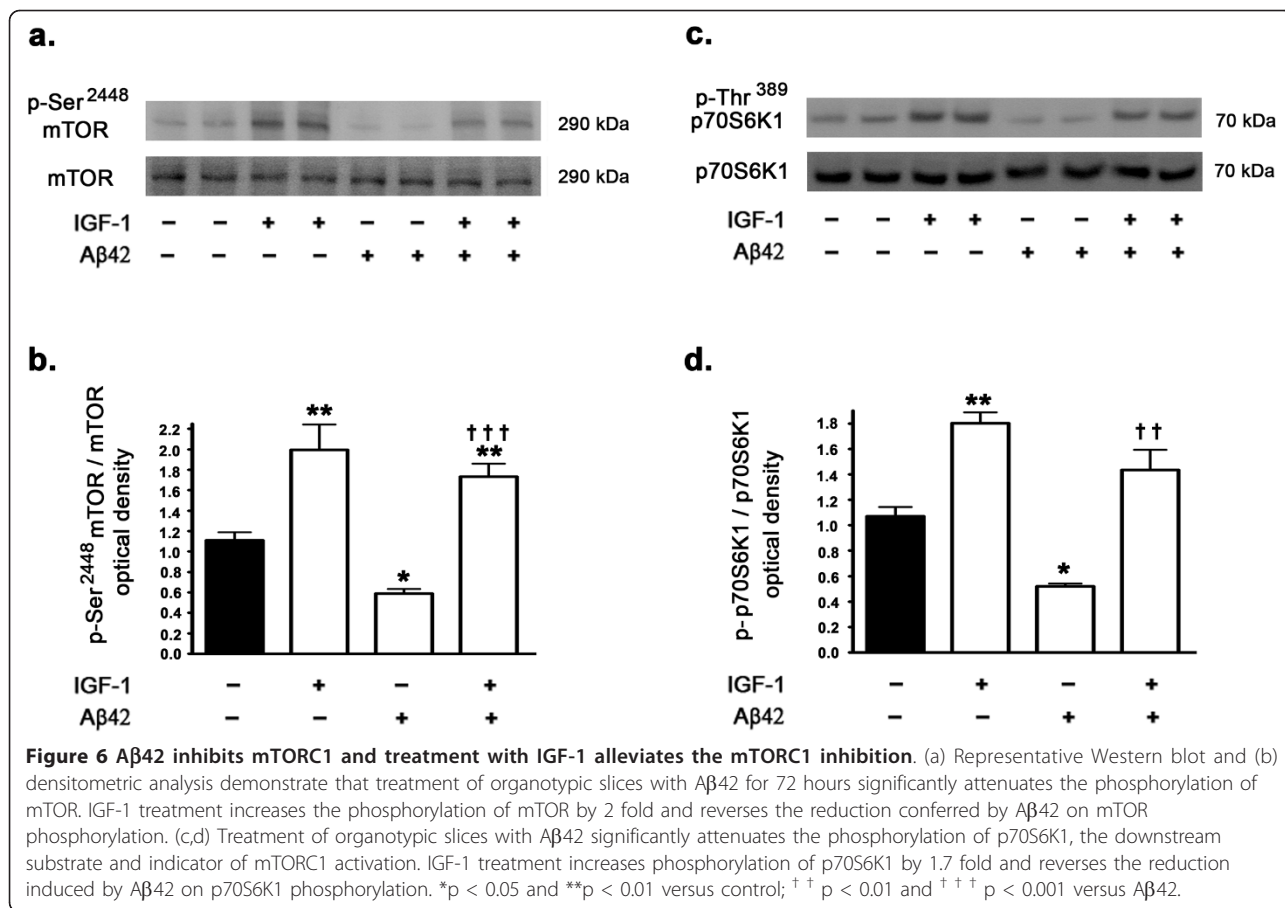 a.
p-Ser2448
mTOR
290 kDa
mTOR
290 kDa
IGF-1 – – + + – – + +
Aβ42 – – – – + + + +
c.
p-Thr389
p70S6K1
70 kDa
p70S6K1
70 kDa
IGF-1 – – + + – – + +
Aβ42 – – – – + + + +
b.
p-Ser2448 mTOR / mTOR
optical density
2.2
2.0
1.8
1.6
1.4
1.2
1.0
0.8
0.6
0.4
0.2
0.0
**
*
†††
**
IGF-1 – + – +
Aβ42 – – + +
d.
p-p70S6K1 / p70S6K1
optical density
1.8
1.6
1.4
1.2
1.0
0.8
0.6
0.4
0.2
0.0
**
*
††
IGF-1 – + – +
Aβ42 – – + +
Figure 6 Aβ42 inhibits mTORC1 and treatment with IGF-1 alleviates the mTORC1 inhibition. (a) Representative Western blot and (b)
densitometric analysis demonstrate that treatment of organotypic slices with Aβ42 for 72 hours significantly attenuates the phosphorylation of
mTOR. IGF-1 treatment increases the phosphorylation of mTOR by 2 fold and reverses the reduction conferred by Aβ42 on mTOR
phosphorylation. (c,d) Treatment of organotypic slices with Aβ42 significantly attenuates the phosphorylation of p70S6K1, the downstream
substrate and indicator of mTORC1 activation. IGF-1 treatment increases phosphorylation of p70S6K1 by 1.7 fold and reverses the reduction
induced by Aβ42 on p70S6K1 phosphorylation. *p < 0.05 and **p < 0.01 versus control; † † p < 0.01 and † † † p < 0.001 versus Aβ42.